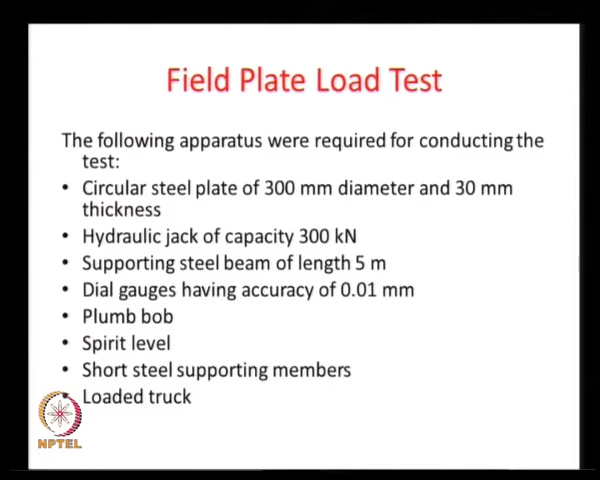 Field Plate Load Test
The following apparatus were required for conducting the
test:
• Circular steel plate of 300 mm diameter and 30 mm
thickness
• Hydraulic jack of capacity 300 kN
• Supporting steel beam of length 5 m
• Dial gauges having accuracy of 0.01 mm
• Plumb bob
• Spirit level
• Short steel supporting members
Loaded truck
NPTEL